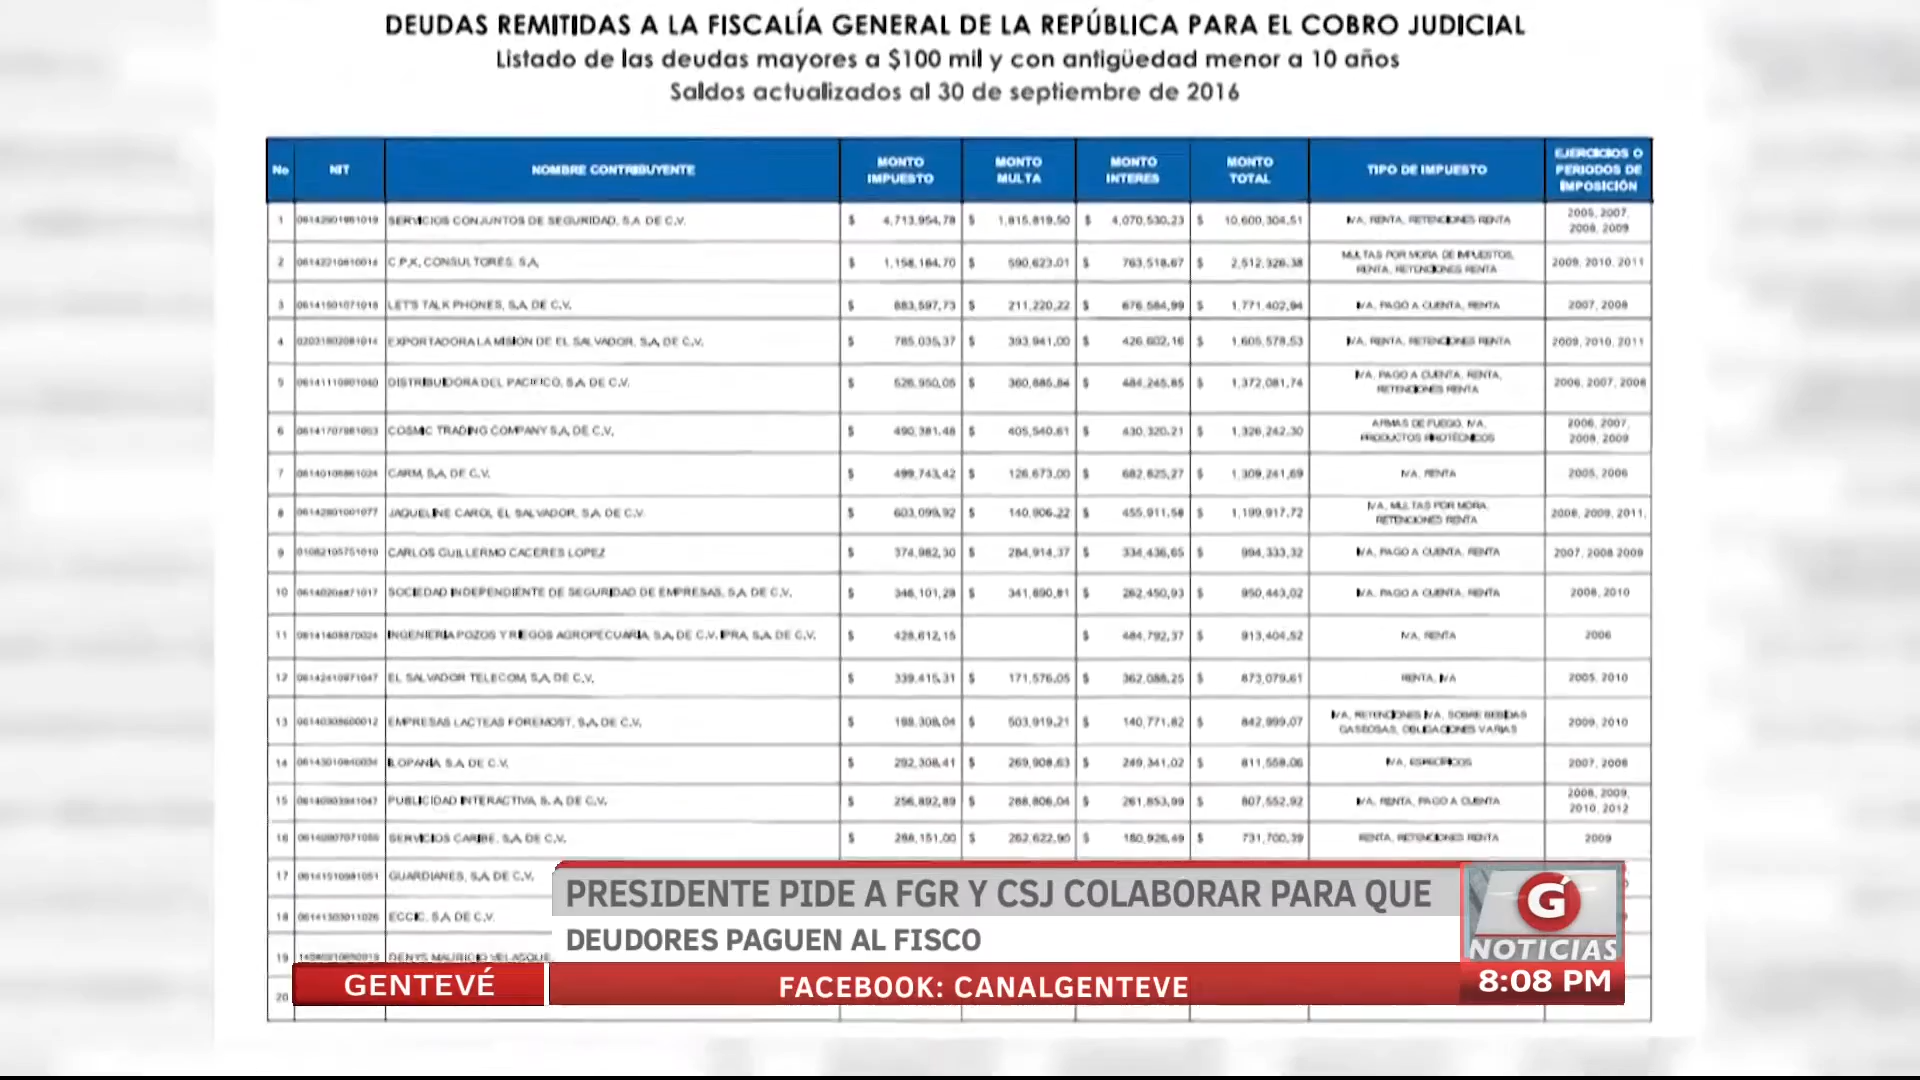 DEUDAS REMITIDAS A LA FISCALÍA GENERAL DE LA REPÚBLICA PARA EL COBRO JUDICIAL
Listado de las deudas mayores a $100 mil y con antigüedad menor a 10 años
Saldos actualizados al 30 de septiembre de 2016
No NIT NOMBRE CONTRIBUYENTE MONTO IMPUESTO MONTO MULTA MONTO INTERES MONTO TOTAL TIPO DE IMPUESTO EJERCICIOS O PERIODOS DE IMPOSICIÓN
1 SERVICIOS CONJUNTOS DE SEGURIDAD, S.A. DE C.V. $ 4,713,954,78 $ 1,815,819,50 $ 4,070,530,23 $ 10,600,304,51 IVA, RENTA, RETENCIONES RENTA 2005, 2007, 2008, 2009
2 C.P.K, CONSULTORES, S.A. $ 1,158,184,70 $ 590,623,01 $ 763,518,67 $ 2,512,326,38 MULTAS POR MORA DE IMPUESTOS, RENTA, RETENCIONES RENTA 2009, 2010, 2011
3 LET'S TALK PHONES, S.A. DE C.V. $ 883,597,73 $ 211,220,22 $ 676,584,99 $ 1,771,402,94 IVA, PAGO A CUENTA, RENTA 2007, 2008
4 EXPORTADORA LA MISIÓN DE EL SALVADOR, S.A. DE C.V. $ 785,035,37 $ 393,941,00 $ 426,602,16 $ 1,605,578,53 IVA, RENTA, RETENCIONES RENTA 2009, 2010, 2011
5 DISTRIBUIDORA DEL PACIFICO, S.A. DE C.V. $ 526,950,05 $ 360,885,84 $ 484,245,85 $ 1,372,081,74 IVA, PAGO A CUENTA, RENTA, RETENCIONES RENTA 2006, 2007, 2008
6 COSMIC TRADING COMPANY S.A. DE C.V. $ 490,381,48 $ 405,540,61 $ 430,320,21 $ 1,326,242,30 ARMAS DE FUEGO, IVA, PRODUCTOS PIROTÉCNICOS 2006, 2007, 2008, 2009
7 CARM, S.A. DE C.V. $ 499,743,42 $ 126,673,00 $ 682,825,27 $ 1,309,241,69 IVA, RENTA 2005, 2006
8 JAQUELINE CAROL EL SALVADOR, S.A. DE C.V. $ 603,099,92 $ 140,906,22 $ 455,911,58 $ 1,199,917,72 IVA, MULTAS POR MORA, RETENCIONES RENTA 2008, 2009, 2011,
9 CARLOS GUILLERMO CACERES LOPEZ $ 374,982,30 $ 284,914,37 $ 334,436,65 $ 994,333,32 IVA, PAGO A CUENTA, RENTA 2007, 2008 2009
10 SOCIEDAD INDEPENDIENTE DE SEGURIDAD DE EMPRESAS, S.A. DE C.V. $ 346,101,28 $ 341,890,81 $ 262,450,93 $ 950,443,02 IVA, PAGO A CUENTA, RENTA 2008, 2010
11 INGENIERÍA POZOS Y RIEGOS AGROPECUARIA S.A. DE C.V. IPRA, S.A. DE C.V. $ 428,612,15 $ 484,792,37 $ 913,404,52 IVA, RENTA 2006
12 EL SALVADOR TELECOM, S.A. DE C.V. $ 339,415,31 $ 171,576,05 $ 362,088,25 $ 873,079,61 RENTA, IVA 2005, 2010
13 EMPRESAS LACTEAS FOREMOST, S.A. DE C.V. $ 198,308,04 $ 503,919,21 $ 140,771,82 $ 842,999,07 IVA, RETENCIONES IVA, SOBRE BEBIDAS GASEOSAS, OBLIGACIONES VARIAS 2009, 2010
14 ILOPANIA S.A. DE C.V. $ 292,308,41 $ 269,908,63 $ 249,341,02 $ 811,558,06 IVA, ESPECÍFICOS 2007, 2008
15 PUBLICIDAD INTERACTIVA, S. A. DE C.V. $ 256,892,89 $ 288,806,04 $ 261,853,99 $ 807,552,92 IVA, RENTA, PAGO A CUENTA 2008, 2009, 2010, 2012
16 SERVICIOS CARIBE, S.A. DE C.V. $ 288,151,00 $ 262,622,90 $ 180,926,49 $ 731,700,39 RENTA, RETENCIONES RENTA 2009
17 GUARDIANES, S.A. DE C.V.
18 ECCIC, S.A. DE C.V.
19 DENYS MAURICIO VELASQUE
20
PRESIDENTE PIDE A FGR Y CSJ COLABORAR PARA QUE
DEUDORES PAGUEN AL FISCO
G
NOTICIAS
GENTEVÉ FACEBOOK: CANALGENTEVE 8:08 PM